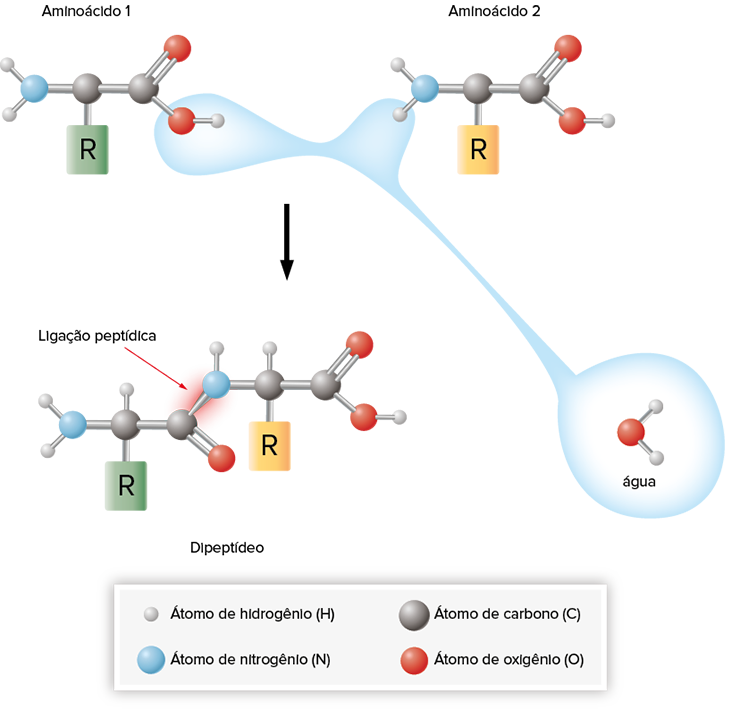 Aminoácido 1
Aminoácido 2
R
R
Ligação peptídica
R
R
água
Dipeptídeo
Átomo de hidrogênio (H)
Átomo de carbono (C)
Átomo de nitrogênio (N)
Átomo de oxigênio (O)